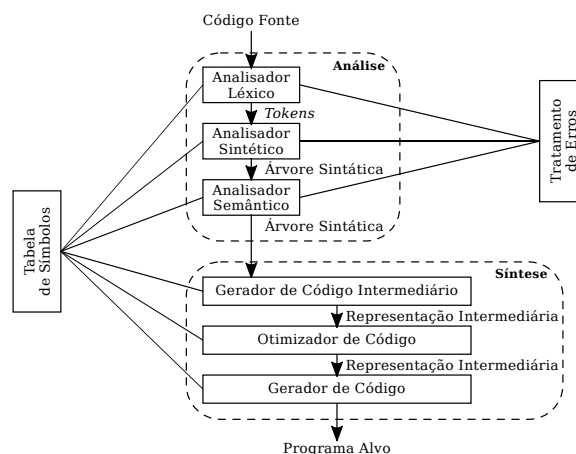 Código Fonte
Análise
Analisador
Léxico
Tokens
Analisador
Sintético
Árvore Sintática
Analisador
Semântico
Árvore Sintática
Tratamento
de Erros
Tabela
de Símbolos
Síntese
Gerador de Código Intermediário
Representação Intermediária
Otimizador de Código
Representação Intermediária
Gerador de Código
Programa Alvo